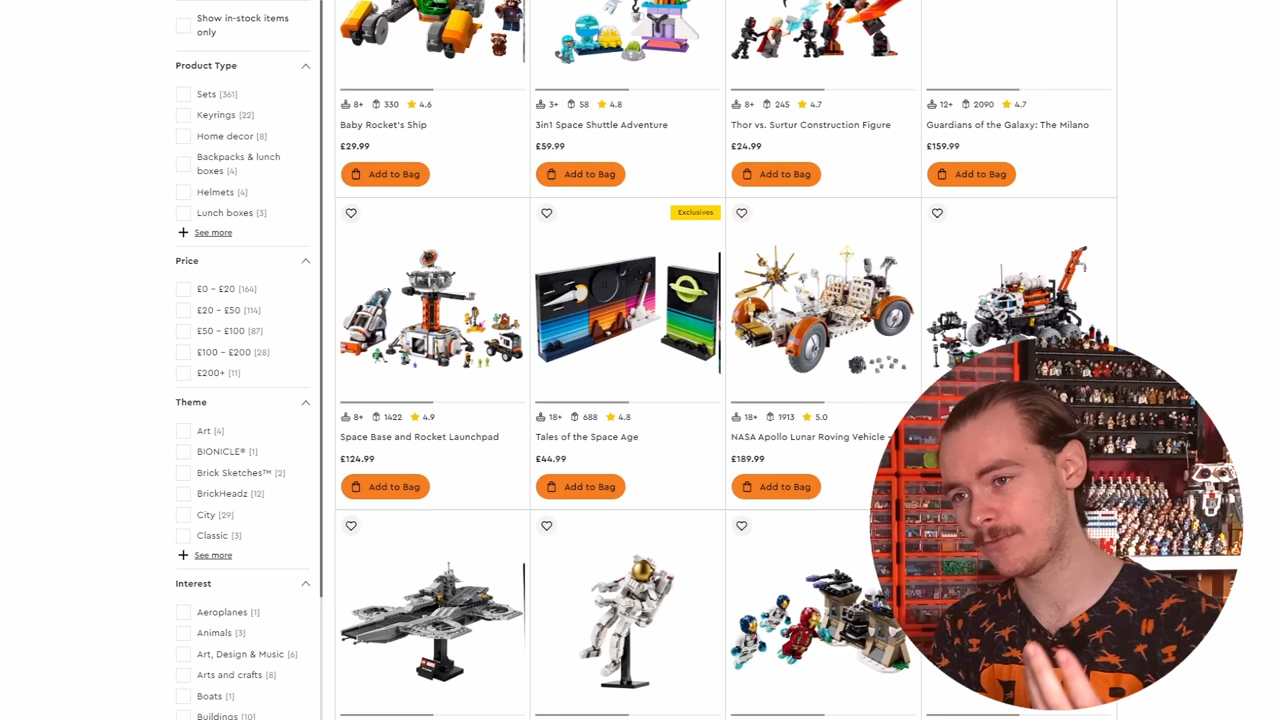 Show in-stock items
only
Product Type
Sets [361]
Keyrings [22]
Home decor [8]
Backpacks & lunch
boxes [4]
Helmets [4]
Lunch boxes [3]
See more
Price
£0 – £20 [164]
£20 – £50 [114]
£50 – £100 [87]
£100 – £200 [28]
£200+ [11]
Theme
Art [4]
BIONICLE® [1]
Brick Sketches™ [2]
BrickHeadz [12]
City [29]
Classic [3]
See more
Interest
Aeroplanes [1]
Animals [3]
Art, Design & Music [6]
Arts and crafts [8]
Boats [1]
Buildings [10]
8+ 330 4.6
Baby Rocket's Ship
£29.99
Add to Bag
3+ 58 4.8
3in1 Space Shuttle Adventure
£59.99
Add to Bag
8+ 245 4.7
Thor vs. Surtur Construction Figure
£24.99
Add to Bag
12+ 2090 4.7
Guardians of the Galaxy: The Milano
£159.99
Add to Bag
8+ 1422 4.9
Space Base and Rocket Launchpad
£124.99
Add to Bag
Exclusives
18+ 688 4.8
Tales of the Space Age
£44.99
Add to Bag
18+ 1913 5.0
NASA Apollo Lunar Roving Vehicle -
£189.99
Add to Bag